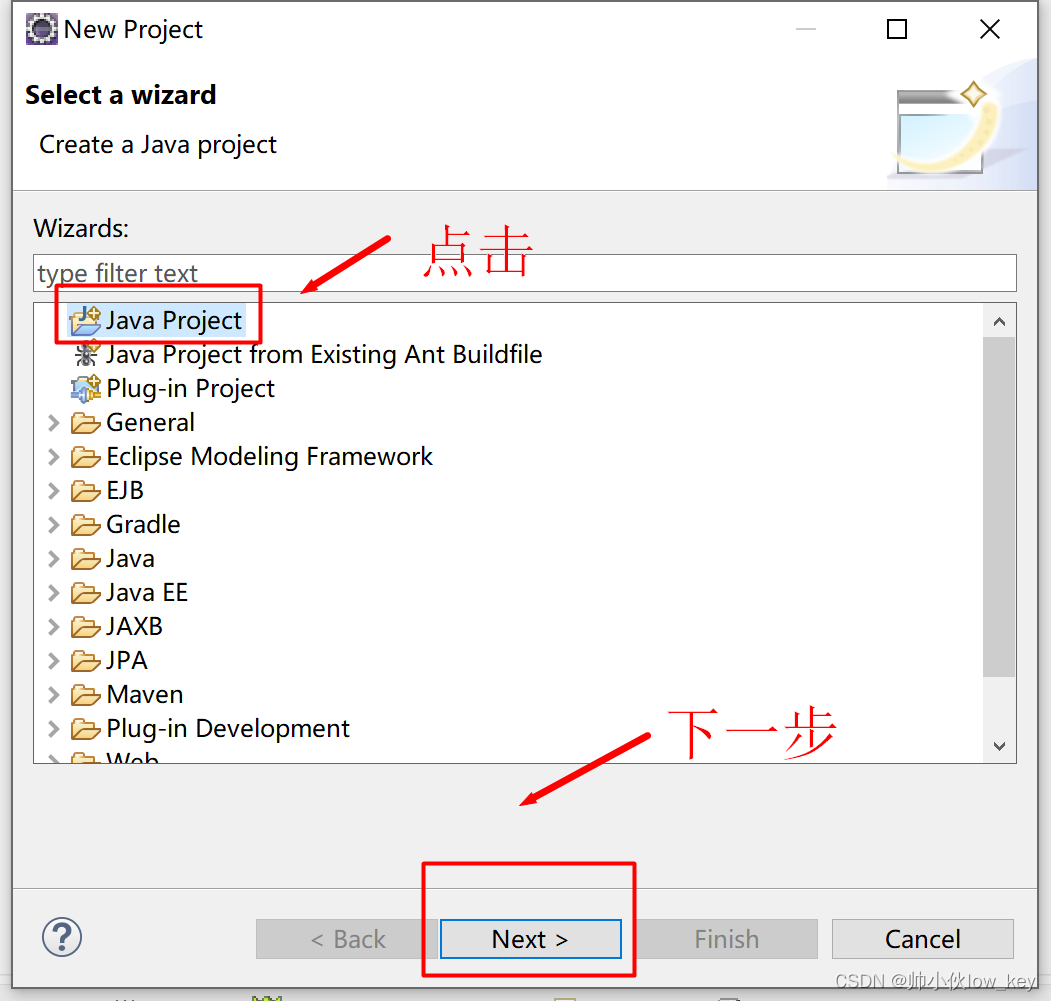 New Project
Select a wizard
Create a Java project
Wizards:
点击
type filter text
Java Project
Java Project from Existing Ant Buildfile
Plug-in Project
General
Eclipse Modeling Framework
EJB
Gradle
Java
Java EE
JAXB
JPA
Maven
下一步
Plug-in Development
Web
?
< Back
Next >
Finish
Cancel
CSDN @帅小伙low_key